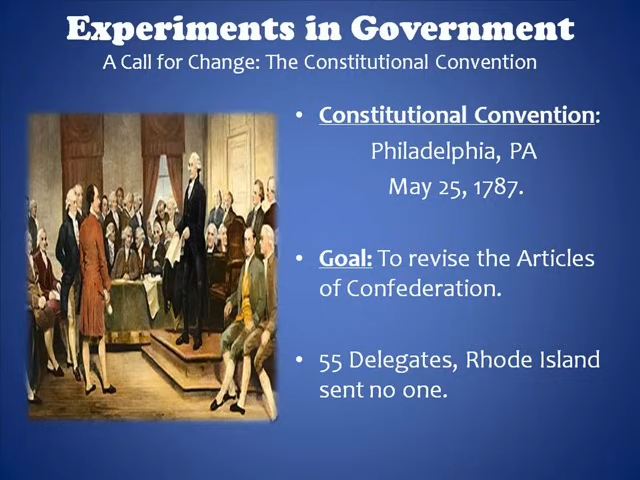 Experiments in Government
A Call for Change: The Constitutional Convention
• Constitutional Convention:
Philadelphia, PA
May 25, 1787.
• Goal: To revise the Articles
of Confederation.
• 55 Delegates, Rhode Island
sent no one.